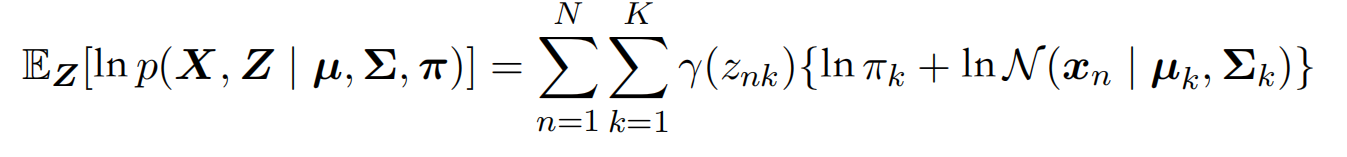 𝔼_𝒁[ln p(𝑿, 𝒁 | 𝝁, 𝚺, 𝝅)] = ∑_{n=1}^{N} ∑_{k=1}^{K} γ(z_{nk}){ln π_k + ln 𝒩(𝒙_n | 𝝁_k, 𝚺_k)}